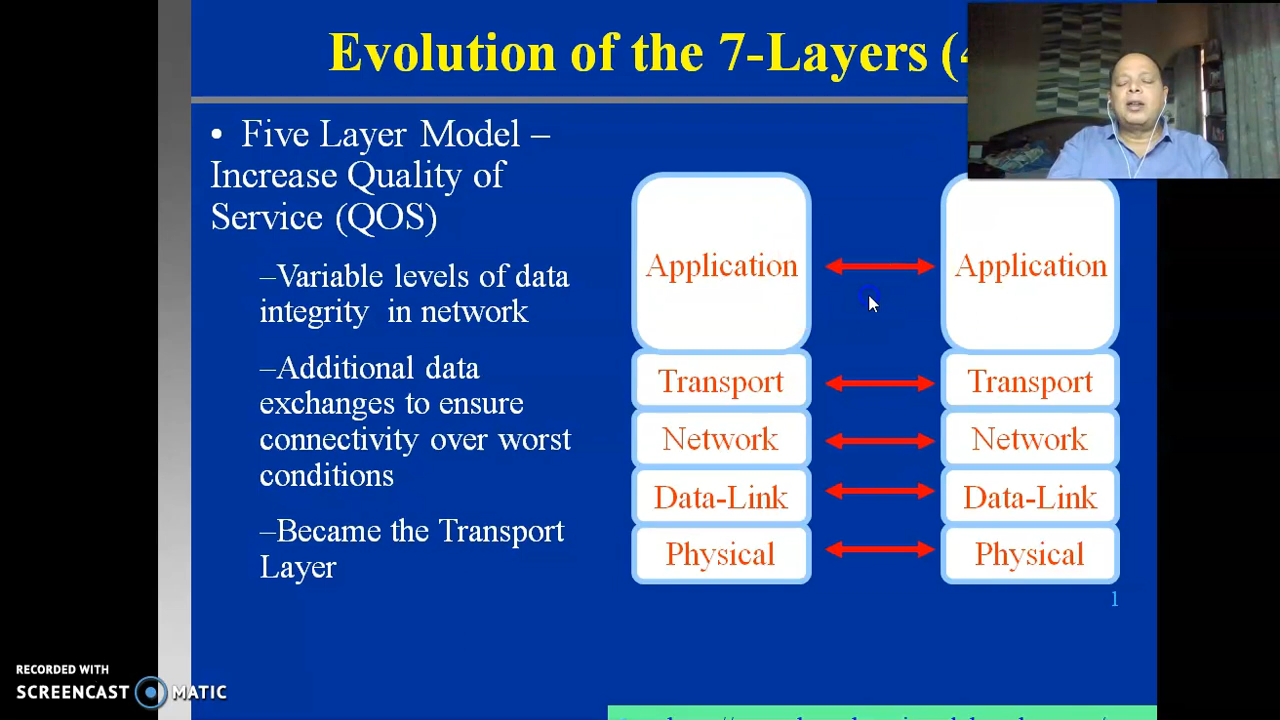 Evolution of the 7-Layers (4
• Five Layer Model –
Increase Quality of
Service (QOS)
–Variable levels of data
integrity in network
–Additional data
exchanges to ensure
connectivity over worst
conditions
–Became the Transport
Layer
Application Application
Transport Transport
Network Network
Data-Link Data-Link
Physical Physical
1
RECORDED WITH
SCREENCAST MATIC